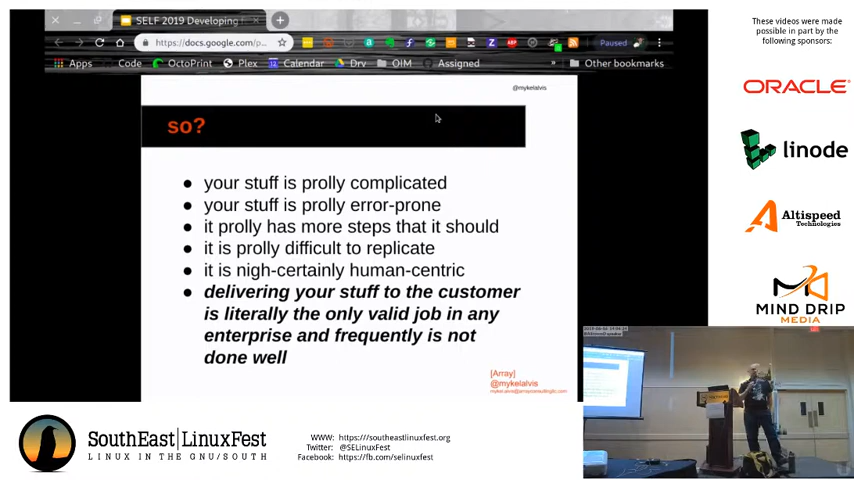 SELF 2019 Developing
https://docs.google.com/p...
Paused
Apps
Code
OctoPrint
Plex
Calendar
Drv
OIM
Assigned
»
Other bookmarks
@mykelalvis
so?
● your stuff is prolly complicated
● your stuff is prolly error-prone
● it prolly has more steps that it should
● it is prolly difficult to replicate
● it is nigh-certainly human-centric
● delivering your stuff to the customer
is literally the only valid job in any
enterprise and frequently is not
done well
[Array]
@mykelalvis
These videos were made
possible in part by the
following sponsors:
ORACLE
linode
Altispeed
Technologies
MIND DRIP
MEDIA
SouthEast|LinuxFest
LINUX IN THE GNU/SOUTH
WWW: https://southeastlinuxfest.org
Twitter: @SELinuxFest
Facebook: https://fb.com/selinuxfest